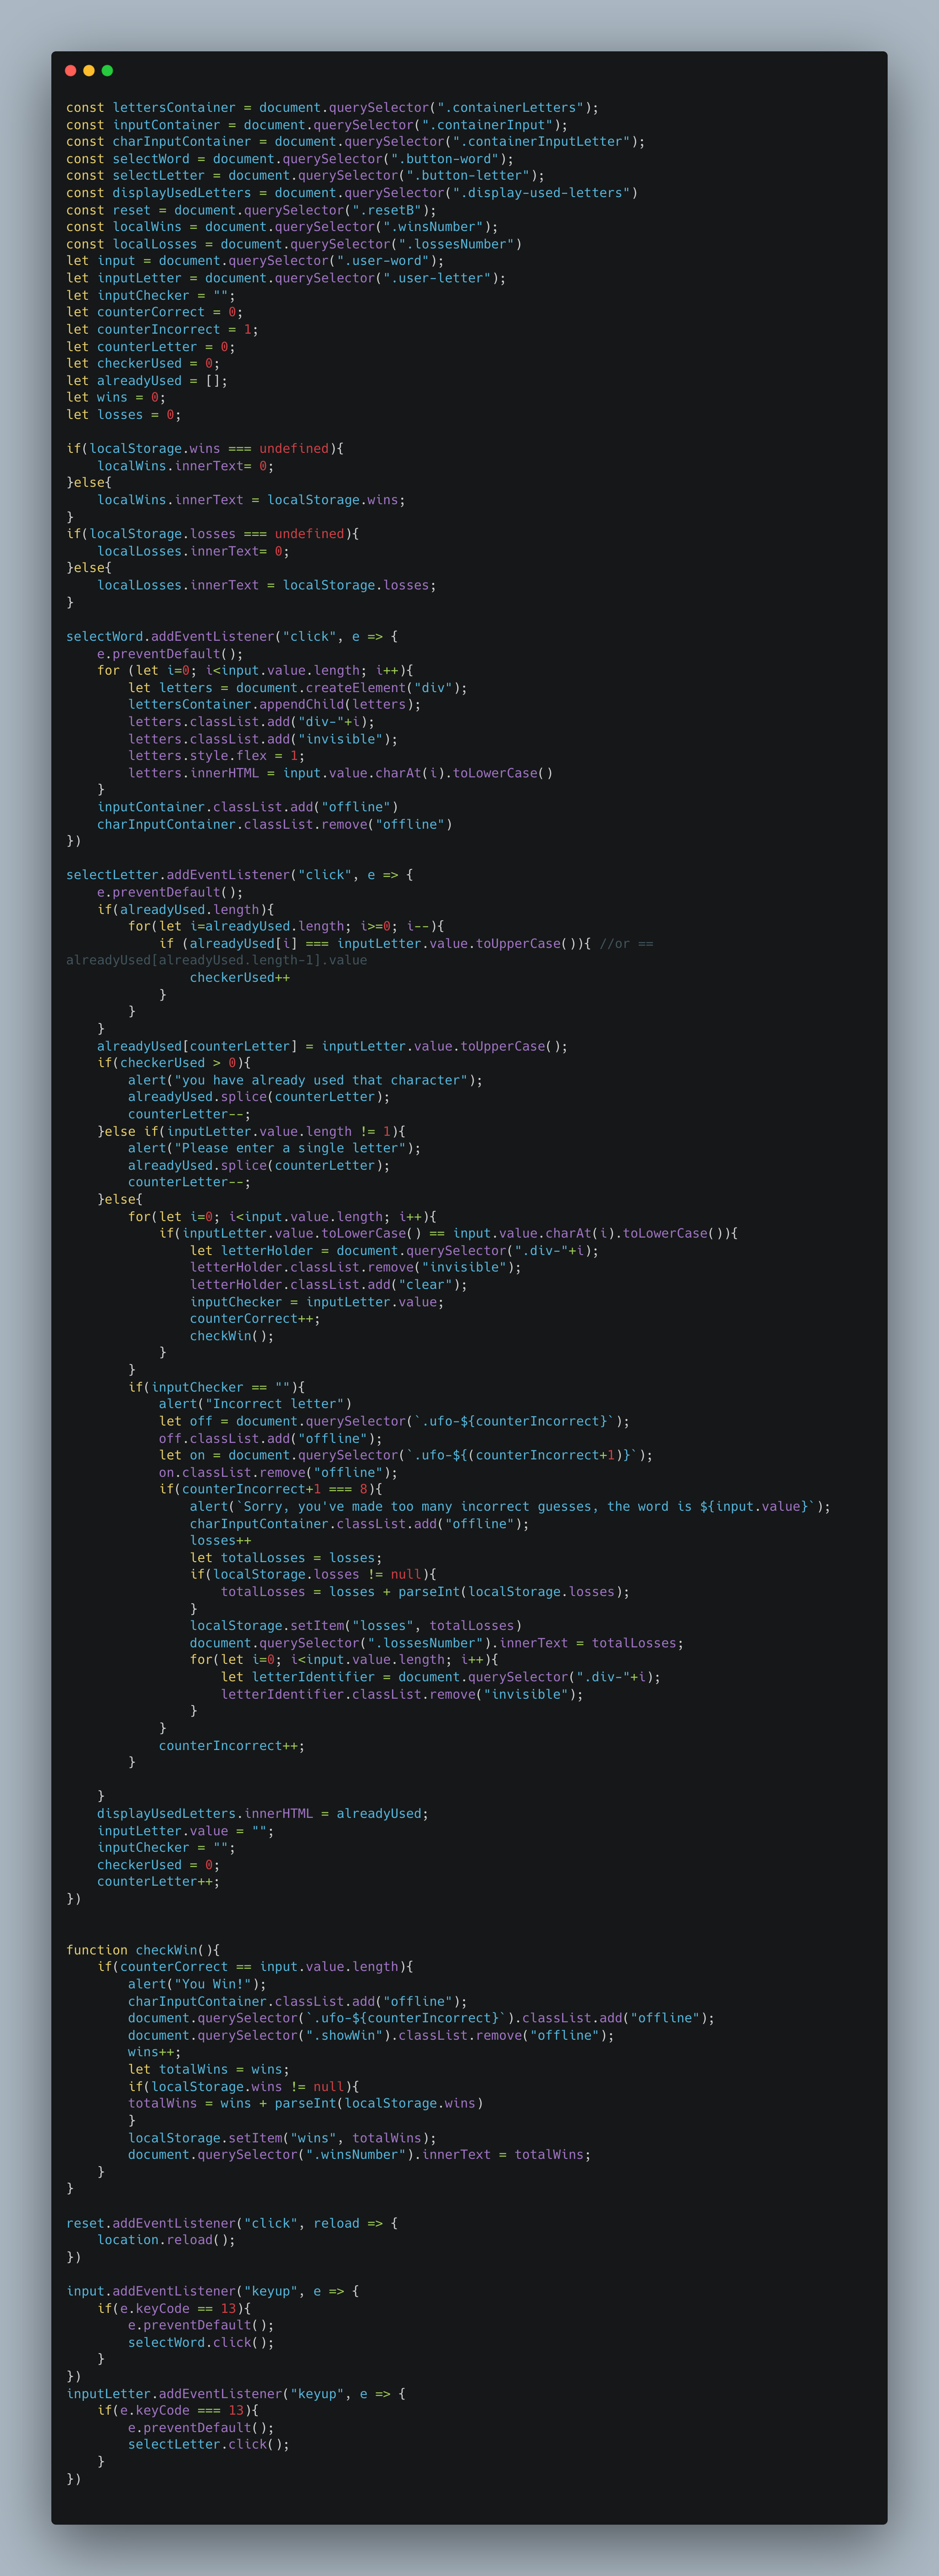 const lettersContainer = document.querySelector(".containerLetters");
const inputContainer = document.querySelector(".containerInput");
const charInputContainer = document.querySelector(".containerInputLetter");
const selectWord = document.querySelector(".button-word");
const selectLetter = document.querySelector(".button-letter");
const displayUsedLetters = document.querySelector(".display-used-letters")
const reset = document.querySelector(".resetB");
const localWins = document.querySelector(".winsNumber");
const localLosses = document.querySelector(".lossesNumber")
let input = document.querySelector(".user-word");
let inputLetter = document.querySelector(".user-letter");
let inputChecker = "";
let counterCorrect = 0;
let counterIncorrect = 1;
let counterLetter = 0;
let checkerUsed = 0;
let alreadyUsed = [];
let wins = 0;
let losses = 0;

if(localStorage.wins === undefined){
    localWins.innerText= 0;
}else{
    localWins.innerText = localStorage.wins;
}
if(localStorage.losses === undefined){
    localLosses.innerText= 0;
}else{
    localLosses.innerText = localStorage.losses;
}

selectWord.addEventListener("click", e => {
    e.preventDefault();
    for (let i=0; i<input.value.length; i++){
        let letters = document.createElement("div");
        lettersContainer.appendChild(letters);
        letters.classList.add("div-"+i);
        letters.classList.add("invisible");
        letters.style.flex = 1;
        letters.innerHTML = input.value.charAt(i).toLowerCase()
    }
    inputContainer.classList.add("offline")
    charInputContainer.classList.remove("offline")
})

selectLetter.addEventListener("click", e => {
    e.preventDefault();
    if(alreadyUsed.length){
        for(let i=alreadyUsed.length; i>=0; i--){
            if (alreadyUsed[i] === inputLetter.value.toUpperCase()){ //or ==
alreadyUsed[alreadyUsed.length-1].value
                checkerUsed++
            }
        }
    }
    alreadyUsed[counterLetter] = inputLetter.value.toUpperCase();
    if(checkerUsed > 0){
        alert("you have already used that character");
        alreadyUsed.splice(counterLetter);
        counterLetter--;
    }else if(inputLetter.value.length != 1){
        alert("Please enter a single letter");
        alreadyUsed.splice(counterLetter);
        counterLetter--;
    }else{
        for(let i=0; i<input.value.length; i++){
            if(inputLetter.value.toLowerCase() == input.value.charAt(i).toLowerCase()){
                let letterHolder = document.querySelector(".div-"+i);
                letterHolder.classList.remove("invisible");
                letterHolder.classList.add("clear");
                inputChecker = inputLetter.value;
                counterCorrect++;
                checkWin();
            }
        }
        if(inputChecker == ""){
            alert("Incorrect letter")
            let off = document.querySelector(`.ufo-${counterIncorrect}`);
            off.classList.add("offline");
            let on = document.querySelector(`.ufo-${(counterIncorrect+1)}`);
            on.classList.remove("offline");
            if(counterIncorrect+1 === 8){
                alert(`Sorry, you've made too many incorrect guesses, the word is ${input.value}`);
                charInputContainer.classList.add("offline");
                losses++
                let totalLosses = losses;
                if(localStorage.losses != null){
                    totalLosses = losses + parseInt(localStorage.losses);
                }
                localStorage.setItem("losses", totalLosses)
                document.querySelector(".lossesNumber").innerText = totalLosses;
                for(let i=0; i<input.value.length; i++){
                    let letterIdentifier = document.querySelector(".div-"+i);
                    letterIdentifier.classList.remove("invisible");
                }
            }
            counterIncorrect++;
        }

    }
    displayUsedLetters.innerHTML = alreadyUsed;
    inputLetter.value = "";
    inputChecker = "";
    checkerUsed = 0;
    counterLetter++;
})


function checkWin(){
    if(counterCorrect == input.value.length){
        alert("You Win!");
        charInputContainer.classList.add("offline");
        document.querySelector(`.ufo-${counterIncorrect}`).classList.add("offline");
        document.querySelector(".showWin").classList.remove("offline");
        wins++;
        let totalWins = wins;
        if(localStorage.wins != null){
        totalWins = wins + parseInt(localStorage.wins)
        }
        localStorage.setItem("wins", totalWins);
        document.querySelector(".winsNumber").innerText = totalWins;
    }
}

reset.addEventListener("click", reload => {
    location.reload();
})

input.addEventListener("keyup", e => {
    if(e.keyCode == 13){
        e.preventDefault();
        selectWord.click();
    }
})
inputLetter.addEventListener("keyup", e => {
    if(e.keyCode === 13){
        e.preventDefault();
        selectLetter.click();
    }
})